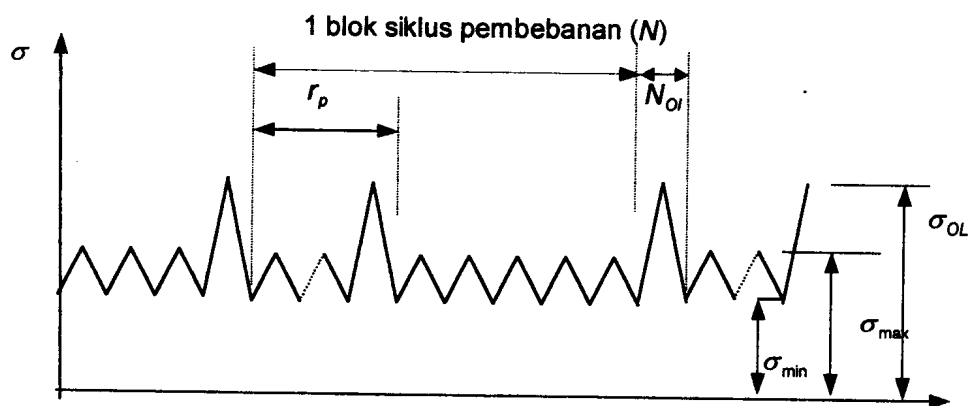 1 blok siklus pembebanan (N)
σ
r_p
N_Ol
σ_OL
σ_max
σ_min